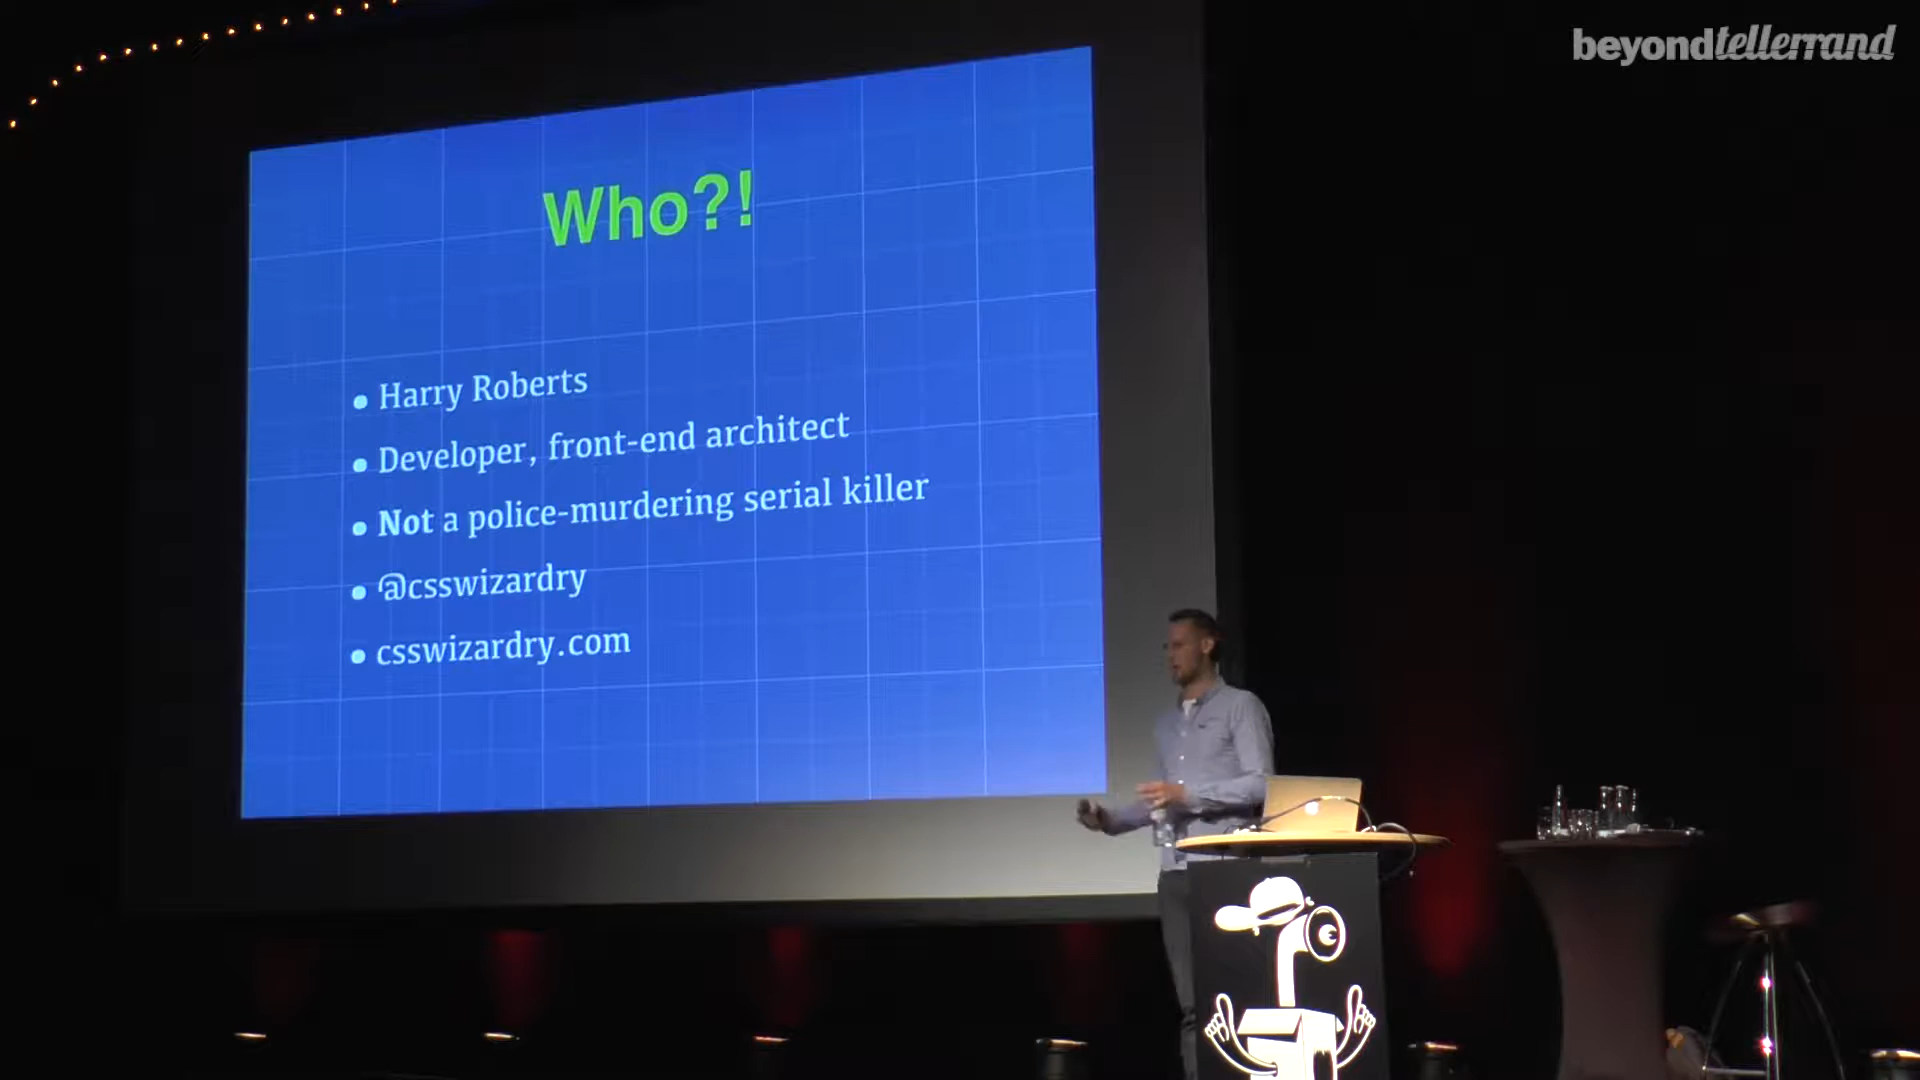 beyondtellerrand
Who?!
Harry Roberts
Developer, front-end architect
Not a police-murdering serial killer
@csswizardry
csswizardry.com